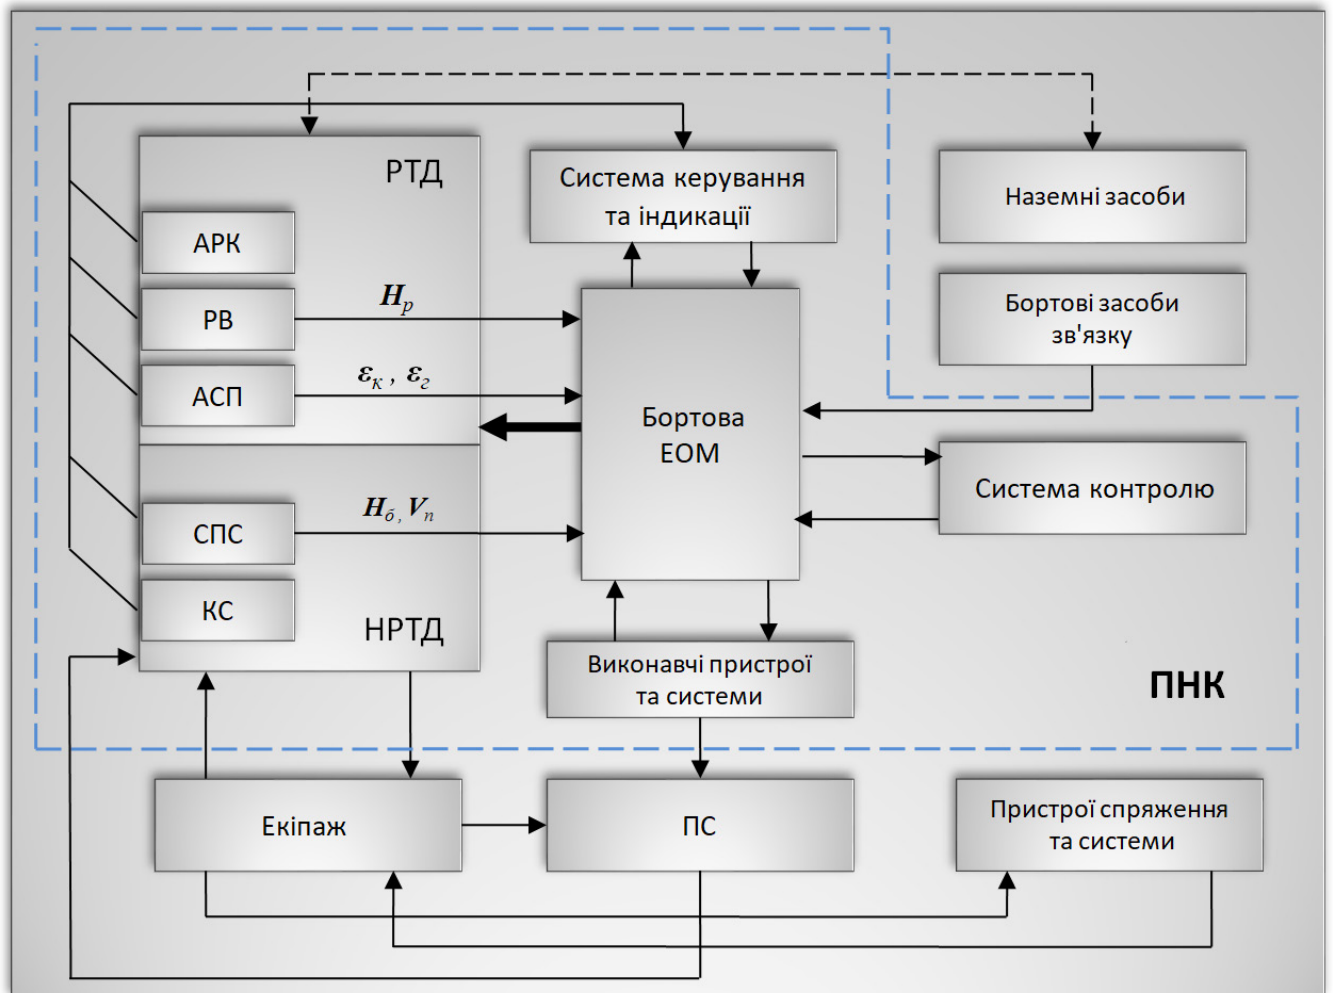 РТД
АРК
РВ
АСП
СПС
КС
НРТД
Hр
εк , εг
Hб, Vп
Система керування
та індикації
Бортова
ЕОМ
Виконавчі пристрої
та системи
Наземні засоби
Бортові засоби
зв'язку
Система контролю
ПНК
Екіпаж
ПС
Пристрої спряження
та системи